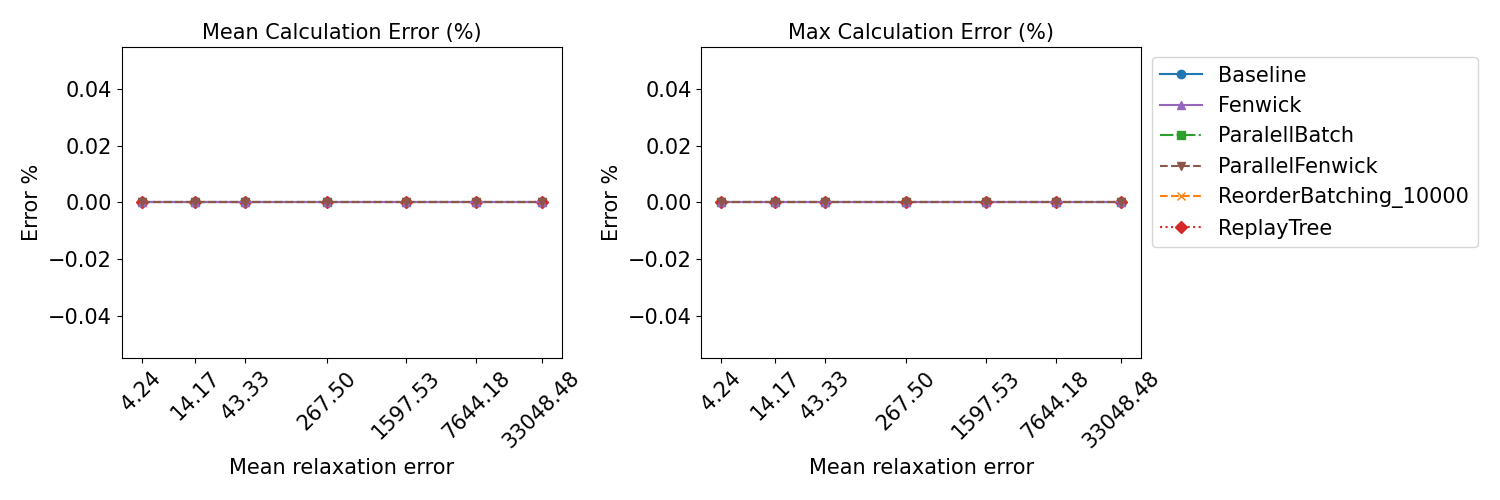 Mean Calculation Error (%)
Error %
0.04
0.02
0.00
−0.02
−0.04
4.24
14.17
43.33
267.50
1597.53
7644.18
33048.48
Mean relaxation error
Max Calculation Error (%)
Error %
0.04
0.02
0.00
−0.02
−0.04
4.24
14.17
43.33
267.50
1597.53
7644.18
33048.48
Mean relaxation error
Baseline
Fenwick
ParalellBatch
ParallelFenwick
ReorderBatching_10000
ReplayTree